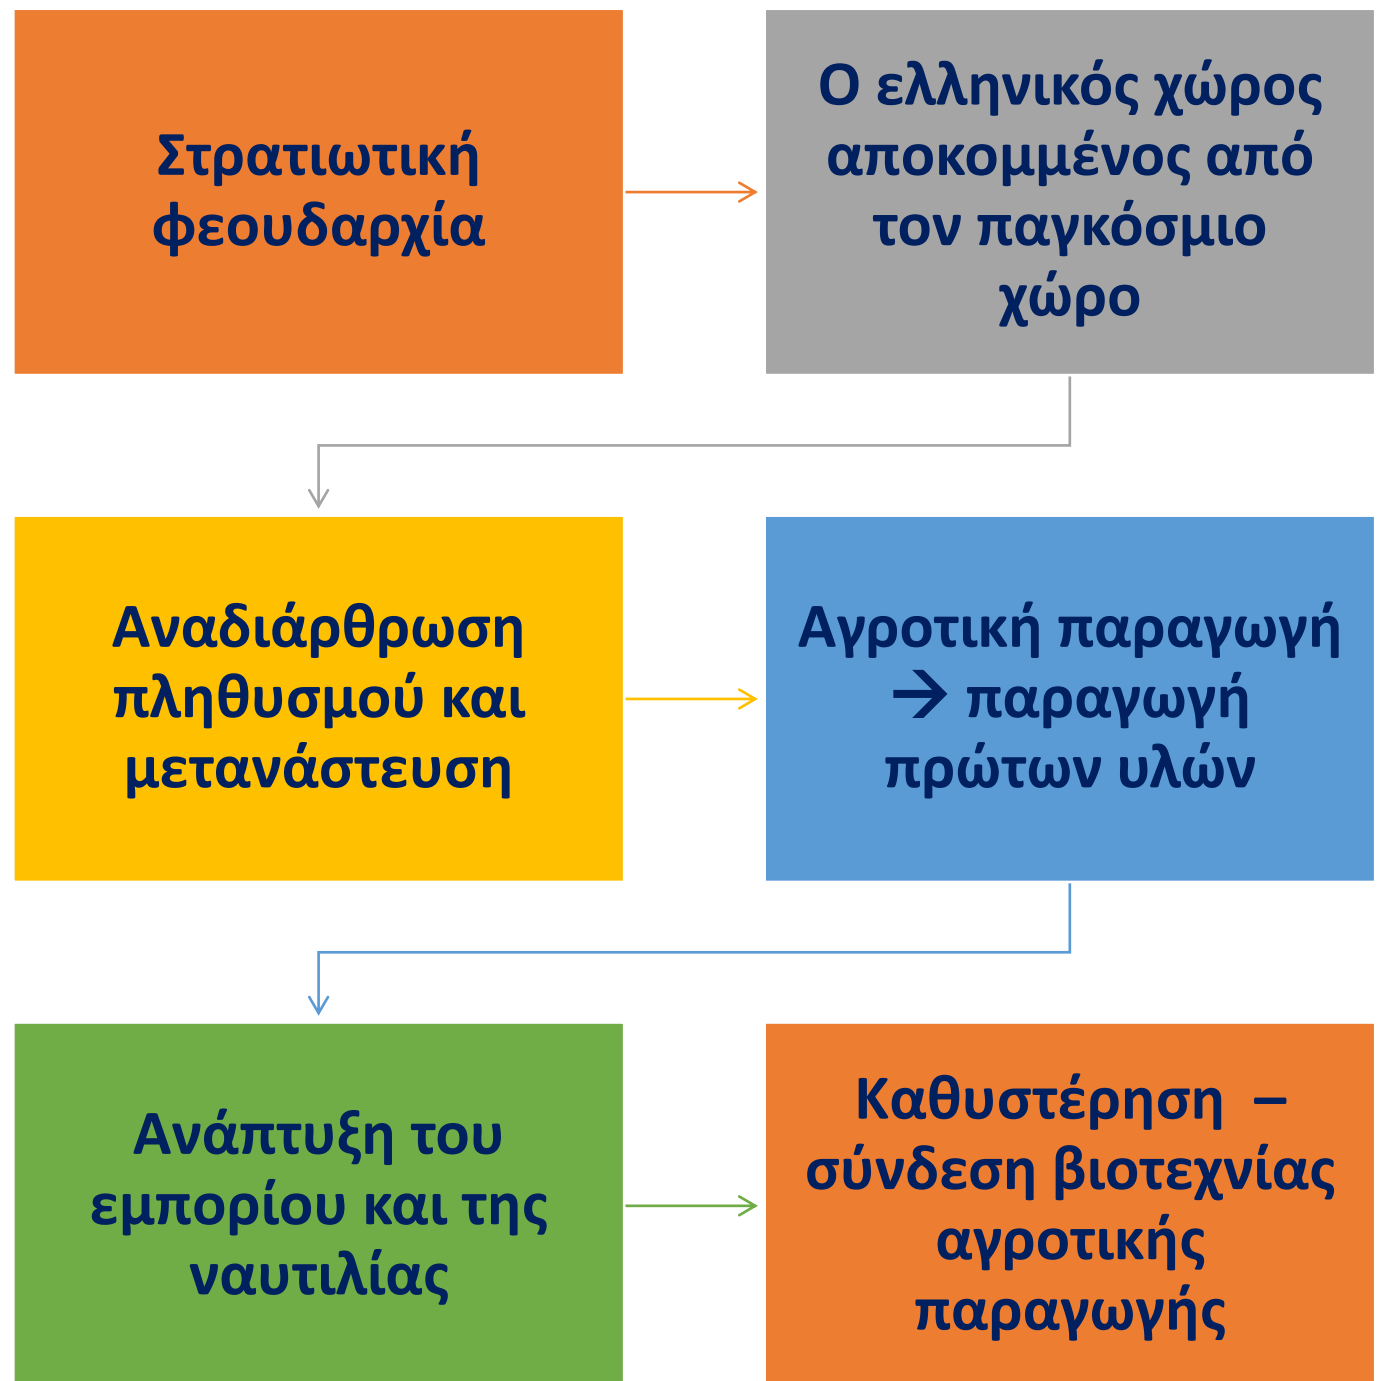 Στρατιωτική
φεουδαρχία
Ο ελληνικός χώρος
αποκομμένος από
τον παγκόσμιο
χώρο
Αναδιάρθρωση
πληθυσμού και
μετανάστευση
Αγροτική παραγωγή
→ παραγωγή
πρώτων υλών
Ανάπτυξη του
εμπορίου και της
ναυτιλίας
Καθυστέρηση –
σύνδεση βιοτεχνίας
αγροτικής
παραγωγής